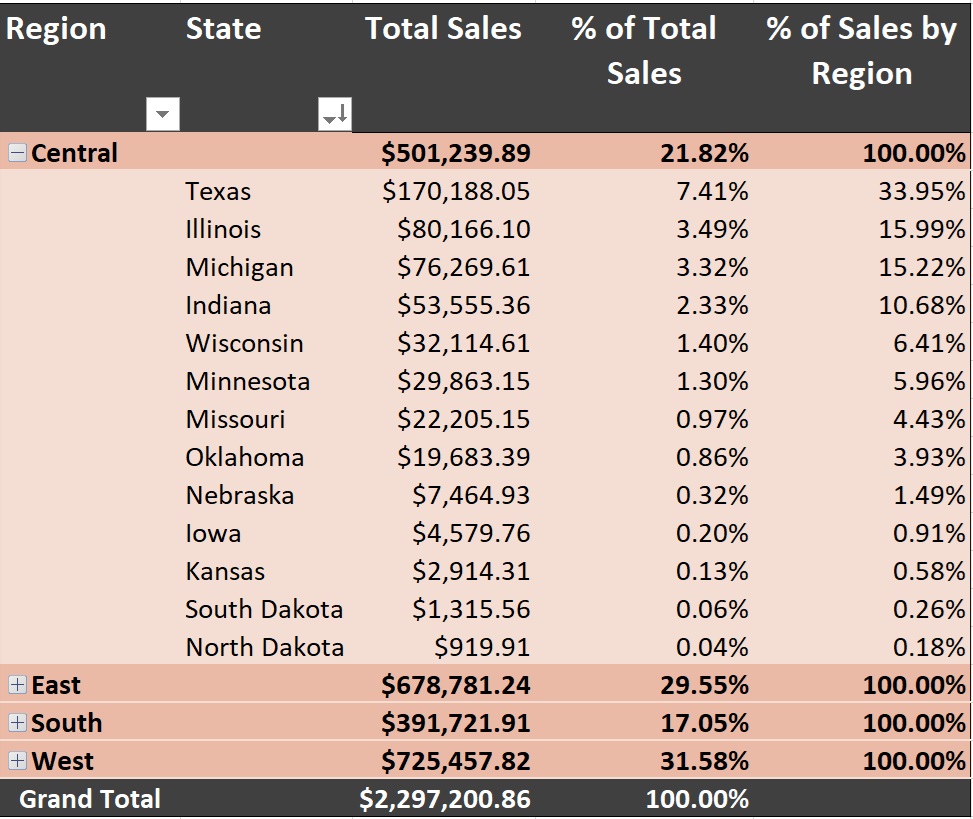 Region State Total Sales % of Total % of Sales by
Sales Region
Central $501,239.89 21.82% 100.00%
Texas $170,188.05 7.41% 33.95%
Illinois $80,166.10 3.49% 15.99%
Michigan $76,269.61 3.32% 15.22%
Indiana $53,555.36 2.33% 10.68%
Wisconsin $32,114.61 1.40% 6.41%
Minnesota $29,863.15 1.30% 5.96%
Missouri $22,205.15 0.97% 4.43%
Oklahoma $19,683.39 0.86% 3.93%
Nebraska $7,464.93 0.32% 1.49%
Iowa $4,579.76 0.20% 0.91%
Kansas $2,914.31 0.13% 0.58%
South Dakota $1,315.56 0.06% 0.26%
North Dakota $919.91 0.04% 0.18%
East $678,781.24 29.55% 100.00%
South $391,721.91 17.05% 100.00%
West $725,457.82 31.58% 100.00%
Grand Total $2,297,200.86 100.00%